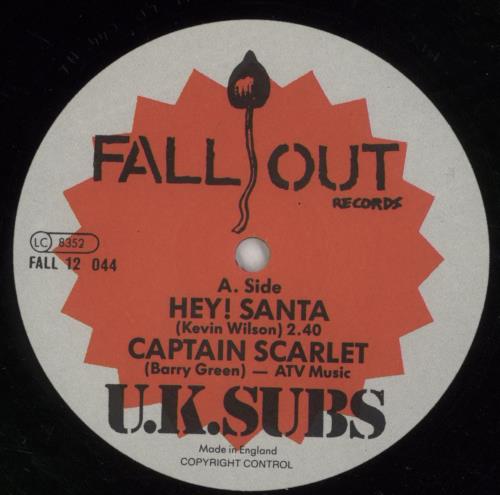 FALL OUT
RECORDS
LC 8352
FALL 12 044
A. Side
HEY! SANTA
(Kevin Wilson) 2.40
CAPTAIN SCARLET
(Barry Green) — ATV Music
U.K.SUBS
Made in England
COPYRIGHT CONTROL